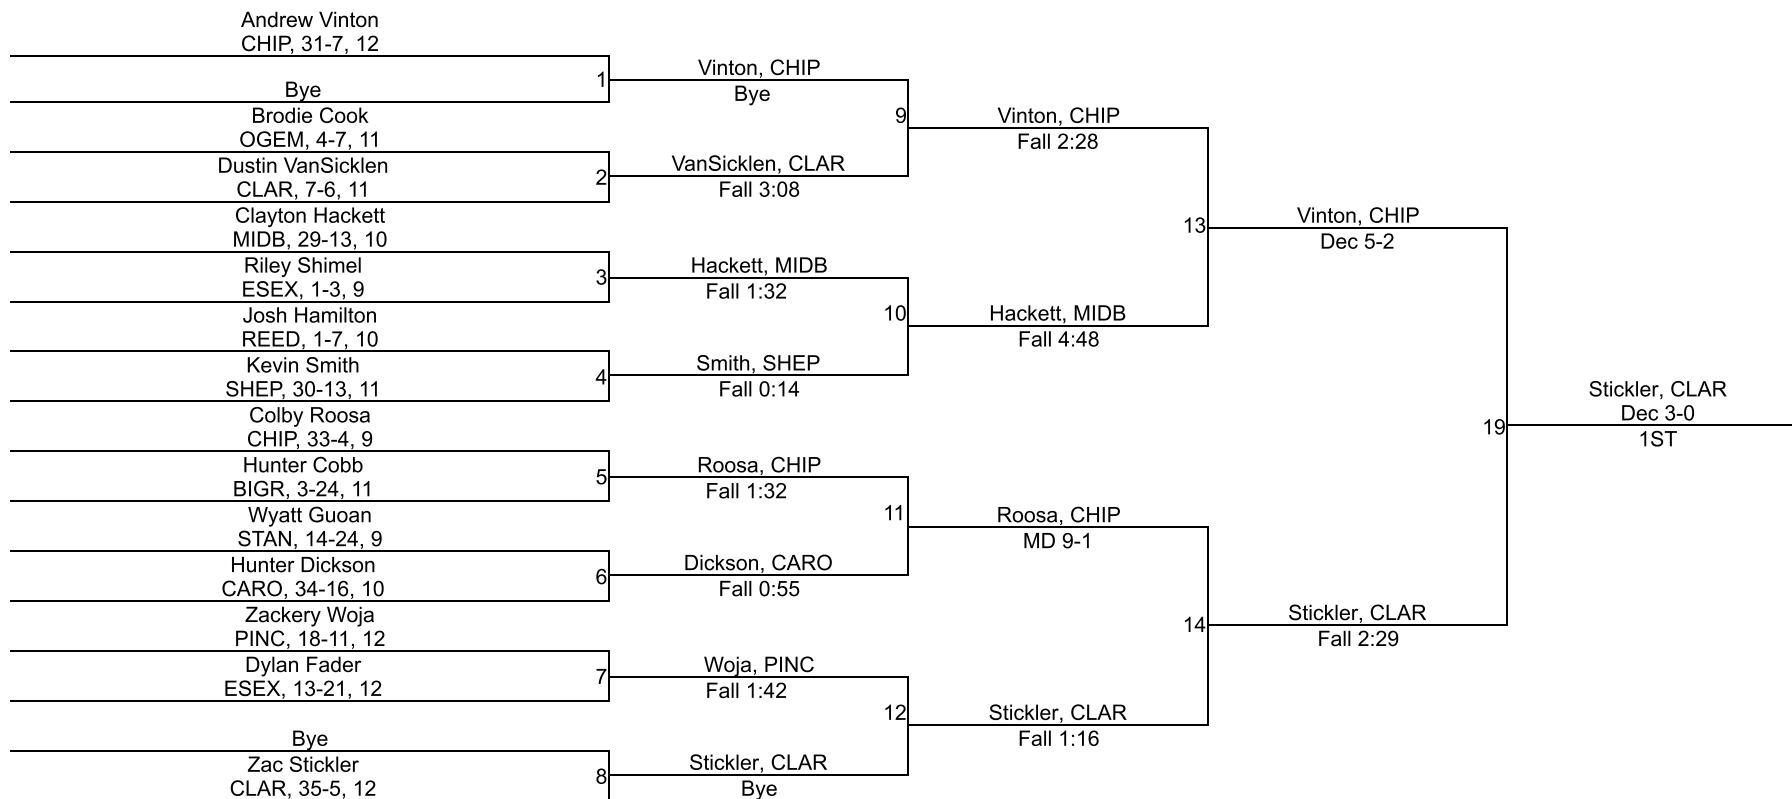 Andrew Vinton
CHIP, 31-7, 12
Bye
Brodie Cook
OGEM, 4-7, 11
Dustin VanSicklen
CLAR, 7-6, 11
Clayton Hackett
MIDB, 29-13, 10
Riley Shimel
ESEX, 1-3, 9
Josh Hamilton
REED, 1-7, 10
Kevin Smith
SHEP, 30-13, 11
Colby Roosa
CHIP, 33-4, 9
Hunter Cobb
BIGR, 3-24, 11
Wyatt Guoan
STAN, 14-24, 9
Hunter Dickson
CARO, 34-16, 10
Zackery Woja
PINC, 18-11, 12
Dylan Fader
ESEX, 13-21, 12
Bye
Zac Stickler
CLAR, 35-5, 12
1
2
3
4
5
6
7
8
Vinton, CHIP
Bye
VanSicklen, CLAR
Fall 3:08
Hackett, MIDB
Fall 1:32
Smith, SHEP
Fall 0:14
Roosa, CHIP
Fall 1:32
Dickson, CARO
Fall 0:55
Woja, PINC
Fall 1:42
Stickler, CLAR
Bye
9
10
11
12
Vinton, CHIP
Fall 2:28
Hackett, MIDB
Fall 4:48
Roosa, CHIP
MD 9-1
Stickler, CLAR
Fall 1:16
13
14
Vinton, CHIP
Dec 5-2
Stickler, CLAR
Fall 2:29
19
Stickler, CLAR
Dec 3-0
1ST